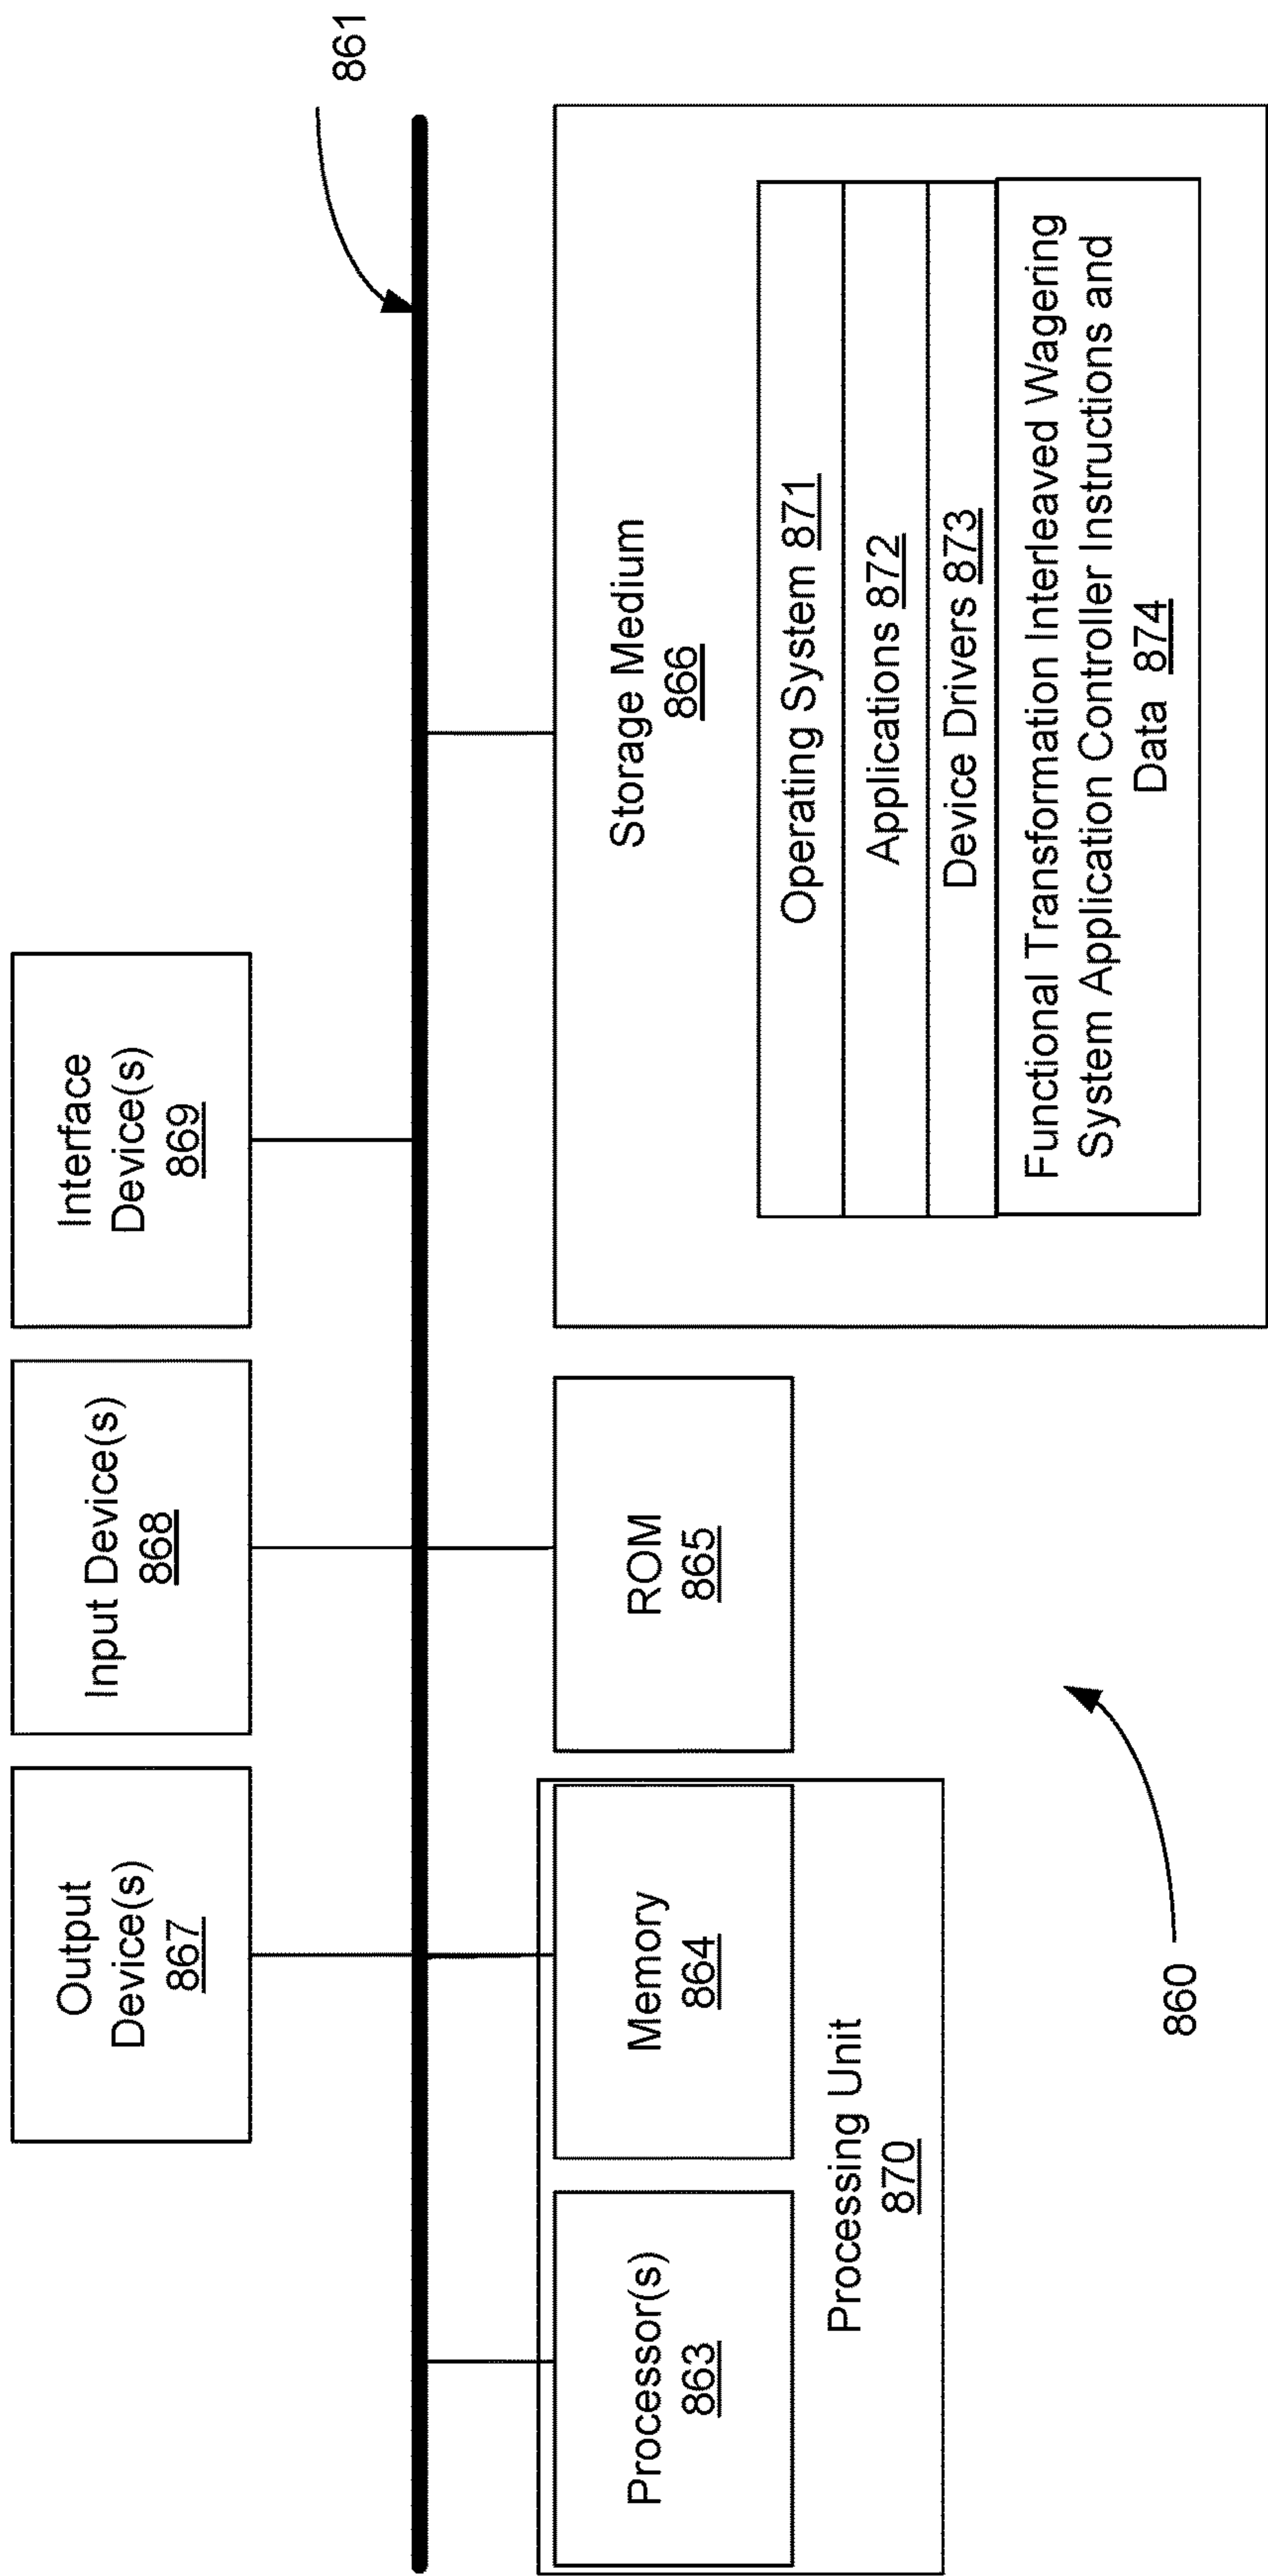 861
Output
Device(s)
867
Input Device(s)
868
Interface
Device(s)
869
Processor(s)
863
Memory
864
Processing Unit
870
ROM
865
Storage Medium
866
Operating System 871
Applications 872
Device Drivers 873
Functional Transformation Interleaved Wagering
System Application Controller Instructions and
Data 874
860